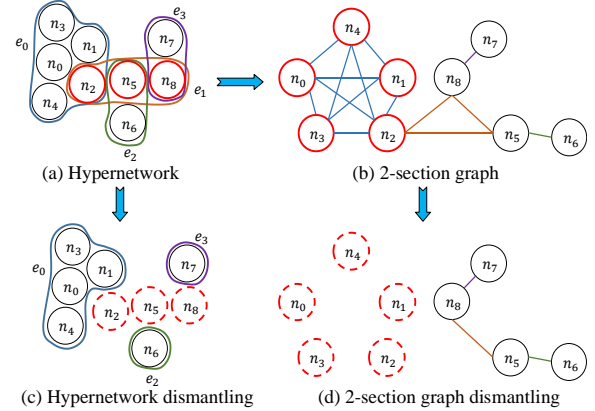 n₃
e₀
n₁
n₀
n₂
n₄
n₅
n₆
e₂
e₃
n₇
n₈
e₁
(a) Hypernetwork
n₄
n₀
n₁
n₃
n₂
n₇
n₈
n₅
n₆
(b) 2-section graph
n₃
e₀
n₁
n₀
n₄
n₂
n₅
n₈
e₃
n₇
n₆
e₂
(c) Hypernetwork dismantling
n₄
n₀
n₁
n₃
n₂
n₇
n₈
n₅
n₆
(d) 2-section graph dismantling